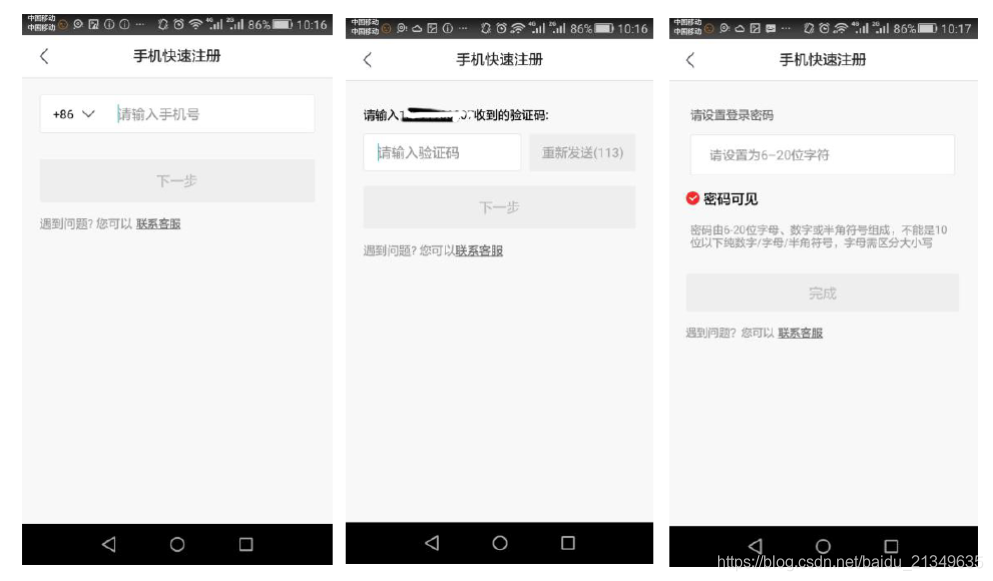 中国移动
中国移动
86%
10:16
手机快速注册
+86
请输入手机号
下一步
遇到问题? 您可以 联系客服
中国移动
中国移动
86%
10:16
手机快速注册
请输入1 07收到的验证码:
请输入验证码
重新发送(113)
下一步
遇到问题? 您可以联系客服
中国移动
中国移动
86%
10:17
手机快速注册
请设置登录密码
请设置为6-20位字符
密码可见
密码由6-20位字母、数字或半角符号组成，不能是10
位以下纯数字/字母/半角符号，字母需区分大小写
完成
遇到问题? 您可以 联系客服
https://blog.csdn.net/baidu_21349635